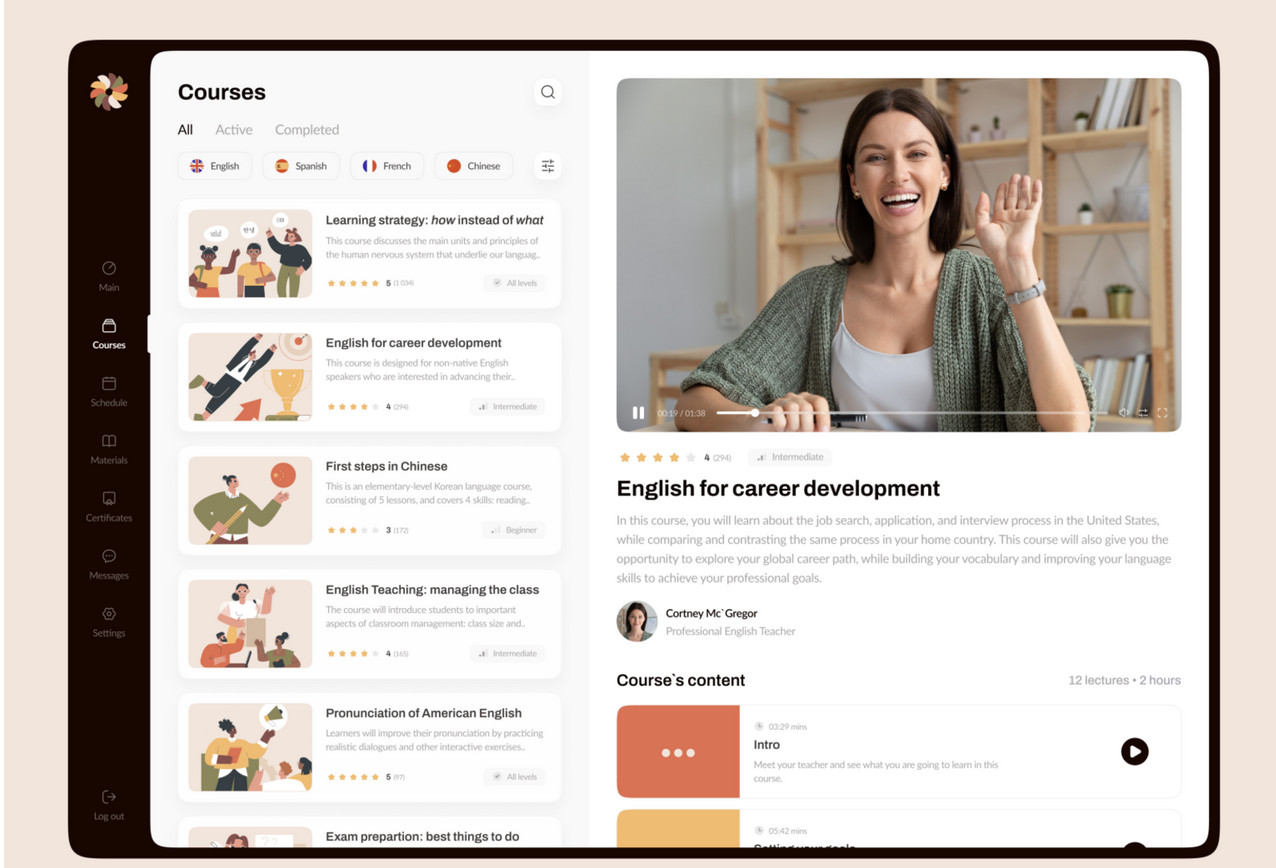 Courses
All Active Completed
English Spanish French Chinese
Main
Courses
Schedule
Materials
Certificates
Messages
Settings
Log out
Learning strategy: how instead of what
This course discusses the main units and principles of
the human nervous system that underlie our languag..
5 (1 034) All levels
English for career development
This course is designed for non-native English
speakers who are interested in advancing their..
4 (294) Intermediate
First steps in Chinese
This is an elementary-level Korean language course,
consisting of 5 lessons, and covers 4 skills: reading..
3 (172) Beginner
English Teaching: managing the class
The course will introduce students to important
aspects of classroom management: class size and..
4 (165) Intermediate
Pronunciation of American English
Learners will improve their pronunciation by practicing
realistic dialogues and other interactive exercises..
5 (97) All levels
Exam prepartion: best things to do
00:19 / 01:38
4 (294) Intermediate
English for career development
In this course, you will learn about the job search, application, and interview process in the United States,
while comparing and contrasting the same process in your home country. This course will also give you the
opportunity to explore your global career path, while building your vocabulary and improving your language
skills to achieve your professional goals.
Cortney Mc`Gregor
Professional English Teacher
Course`s content
12 lectures • 2 hours
03:29 mins
Intro
Meet your teacher and see what you are going to learn in this
course.
05:42 mins
Setting your goals